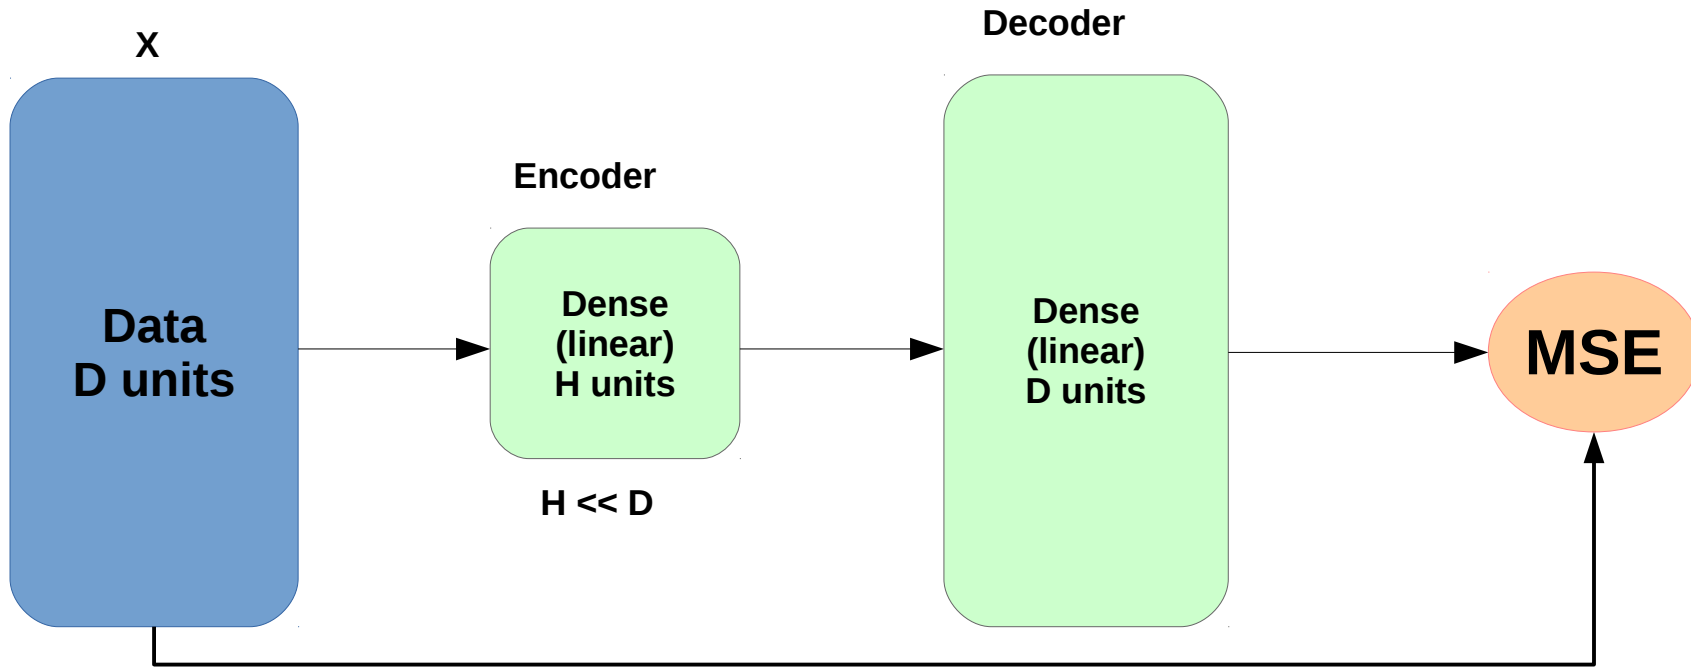 X
Data
D units
Encoder
Dense
(linear)
H units
H << D
Decoder
Dense
(linear)
D units
MSE